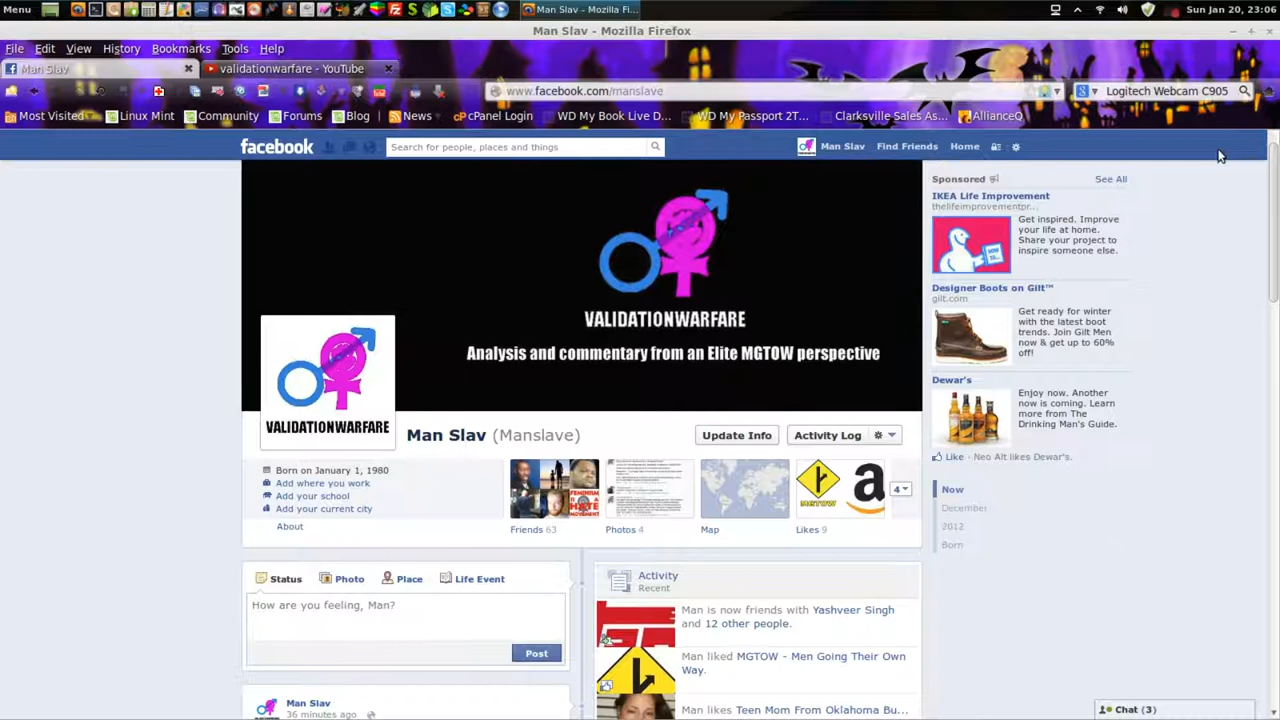 Menu
Man Slav - Mozilla Fi...
Sun Jan 20, 23:06
Man Slav - Mozilla Firefox
File Edit View History Bookmarks Tools Help
Man Slav
validationwarfare - YouTube
www.facebook.com/manslave
Logitech Webcam C905
Most Visited
Linux Mint
Community
Forums
Blog
News
cPanel Login
WD My Book Live D...
WD My Passport 2T...
Clarksville Sales As...
AllianceQ
facebook
Search for people, places and things
Man Slav
Find Friends
Home
VALIDATIONWARFARE
Analysis and commentary from an Elite MGTOW perspective
VALIDATIONWARFARE
Man Slav (Manslave)
Update Info
Activity Log
Born on January 1, 1980
Add where you work
Add your school
Add your current city
About
FEMINISM
HATE
MOVEMENT
Friends 63
Photos 4
Map
MGTOW
Likes 9
4
Status
Photo
Place
Life Event
How are you feeling, Man?
Post
Man Slav
36 minutes ago
Activity
Recent
Man is now friends with Yashveer Singh
and 12 other people.
Man liked MGTOW - Men Going Their Own
Way.
Man likes Teen Mom From Oklahoma Bu...
Sponsored
See All
IKEA Life Improvement
thelifeimprovementpr...
Get inspired. Improve
your life at home.
Share your project to
inspire someone else.
Designer Boots on Gilt™
gilt.com
Get ready for winter
with the latest boot
trends. Join Gilt Men
now & get up to 60%
off!
Dewar's
Enjoy now. Another
now is coming. Learn
more from The
Drinking Man's Guide.
Like · Neo Alt likes Dewar's.
Now
December
2012
Born
Chat (3)